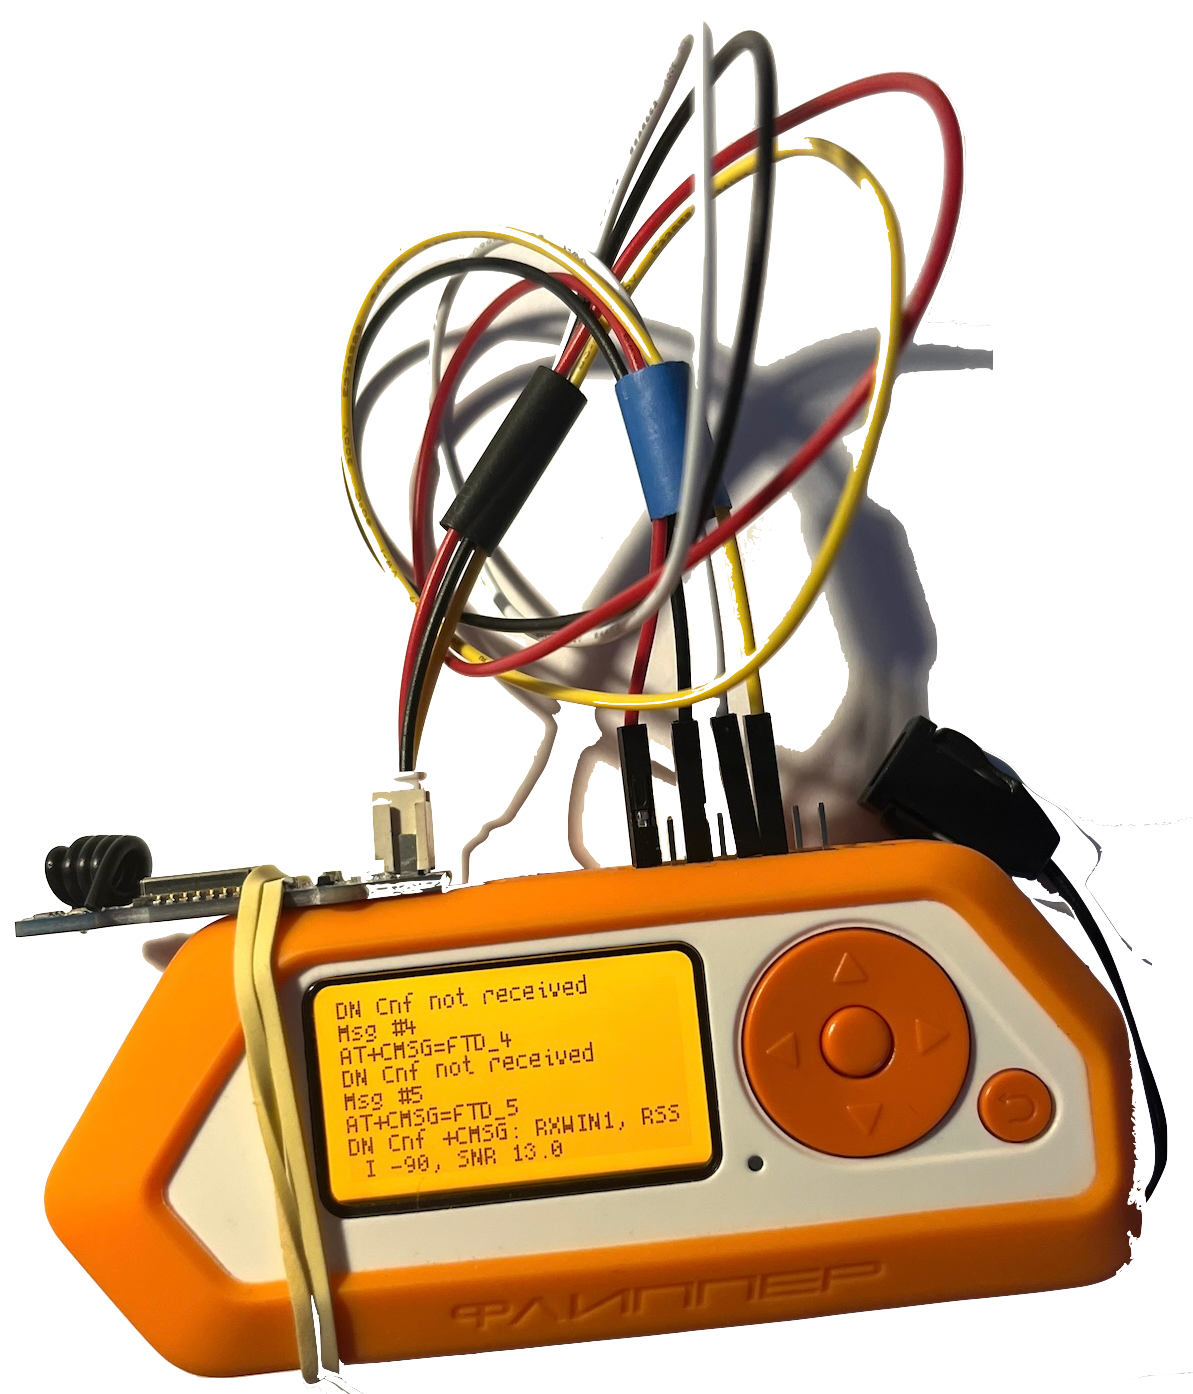 DN Cnf not received
Msg #4
AT+CMSG=FTD_4
DN Cnf not received
Msg #5
AT+CMSG=FTD_5
DN Cnf +CMSG: RXWIN1, RSS
I -90, SNR 13.0
ФЛИППЕР